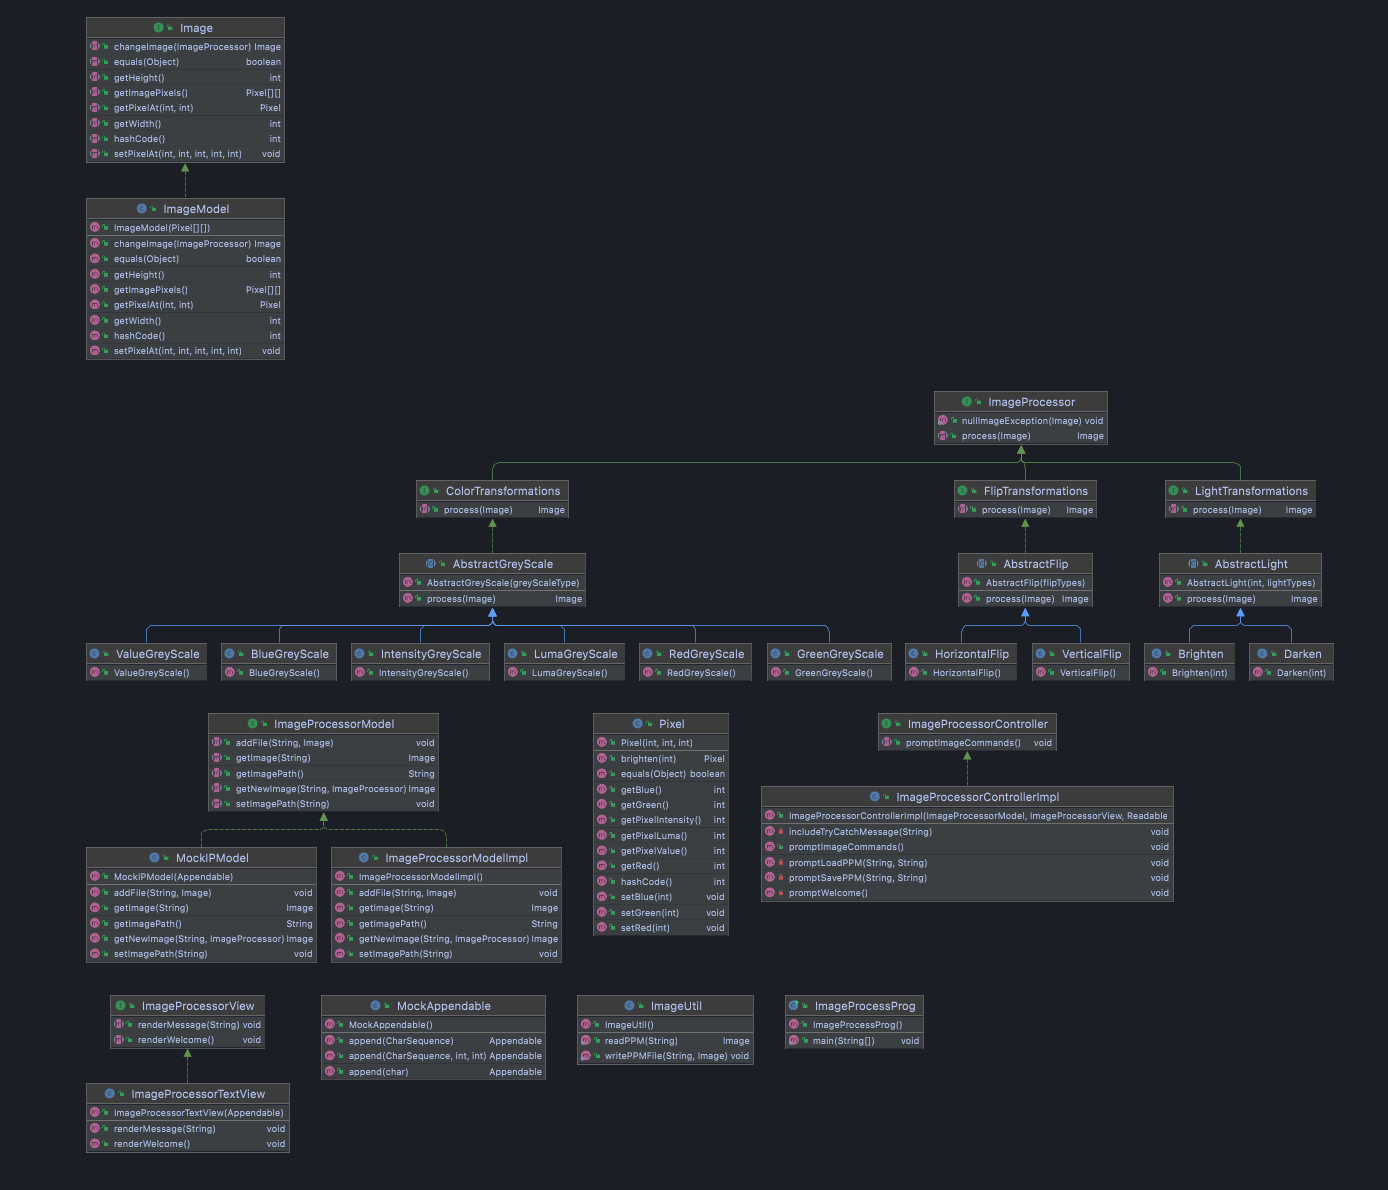 Image
changeImage(ImageProcessor) Image
equals(Object) boolean
getHeight() int
getImagePixels() Pixel[][]
getPixelAt(int, int) Pixel
getWidth() int
hashCode() int
setPixelAt(int, int, int, int, int) void
ImageModel
ImageModel(Pixel[][])
changeImage(ImageProcessor) Image
equals(Object) boolean
getHeight() int
getImagePixels() Pixel[][]
getPixelAt(int, int) Pixel
getWidth() int
hashCode() int
setPixelAt(int, int, int, int, int) void
ImageProcessor
nullImageException(Image) void
process(Image) Image
ColorTransformations
process(Image) Image
FlipTransformations
process(Image) Image
LightTransformations
process(Image) Image
AbstractGreyScale
AbstractGreyScale(greyScaleType)
process(Image) Image
AbstractFlip
AbstractFlip(flipTypes)
process(Image) Image
AbstractLight
AbstractLight(int, lightTypes)
process(Image) Image
ValueGreyScale
ValueGreyScale()
BlueGreyScale
BlueGreyScale()
IntensityGreyScale
IntensityGreyScale()
LumaGreyScale
LumaGreyScale()
RedGreyScale
RedGreyScale()
GreenGreyScale
GreenGreyScale()
HorizontalFlip
HorizontalFlip()
VerticalFlip
VerticalFlip()
Brighten
Brighten(int)
Darken
Darken(int)
ImageProcessorModel
addFile(String, Image) void
getImage(String) Image
getImagePath() String
getNewImage(String, ImageProcessor) Image
setImagePath(String) void
MockIPModel
MockIPModel(Appendable)
addFile(String, Image) void
getImage(String) Image
getImagePath() String
getNewImage(String, ImageProcessor) Image
setImagePath(String) void
ImageProcessorModelImpl
ImageProcessorModelImpl()
addFile(String, Image) void
getImage(String) Image
getImagePath() String
getNewImage(String, ImageProcessor) Image
setImagePath(String) void
Pixel
Pixel(int, int, int)
brighten(int) Pixel
equals(Object) boolean
getBlue() int
getGreen() int
getPixelIntensity() int
getPixelLuma() int
getPixelValue() int
getRed() int
hashCode() int
setBlue(int) void
setGreen(int) void
setRed(int) void
ImageProcessorController
promptImageCommands() void
ImageProcessorControllerImpl
ImageProcessorControllerImpl(ImageProcessorModel, ImageProcessorView, Readable
includeTryCatchMessage(String) void
promptImageCommands() void
promptLoadPPM(String, String) void
promptSavePPM(String, String) void
promptWelcome() void
ImageProcessorView
renderMessage(String) void
renderWelcome() void
ImageProcessorTextView
ImageProcessorTextView(Appendable)
renderMessage(String) void
renderWelcome() void
MockAppendable
MockAppendable()
append(CharSequence) Appendable
append(CharSequence, int, int) Appendable
append(char) Appendable
ImageUtil
ImageUtil()
readPPM(String) Image
writePPMFile(String, Image) void
ImageProcessProg
ImageProcessProg()
main(String[]) void